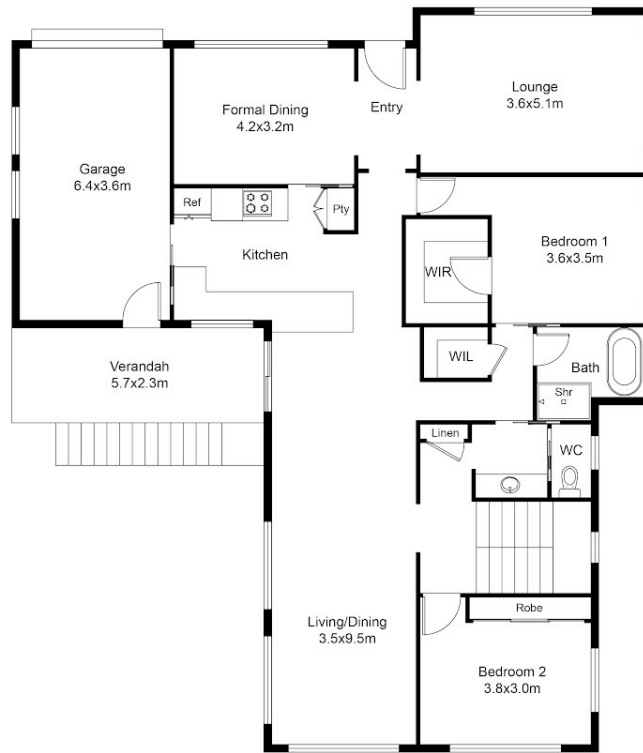 Lounge
3.6x5.1m
Formal Dining
4.2x3.2m
Entry
Garage
6.4x3.6m
Ref
Pty
Kitchen
Bedroom 1
3.6x3.5m
WIR
WIL
Bath
Shr
Verandah
5.7x2.3m
Linen
WC
Living/Dining
3.5x9.5m
Robe
Bedroom 2
3.8x3.0m